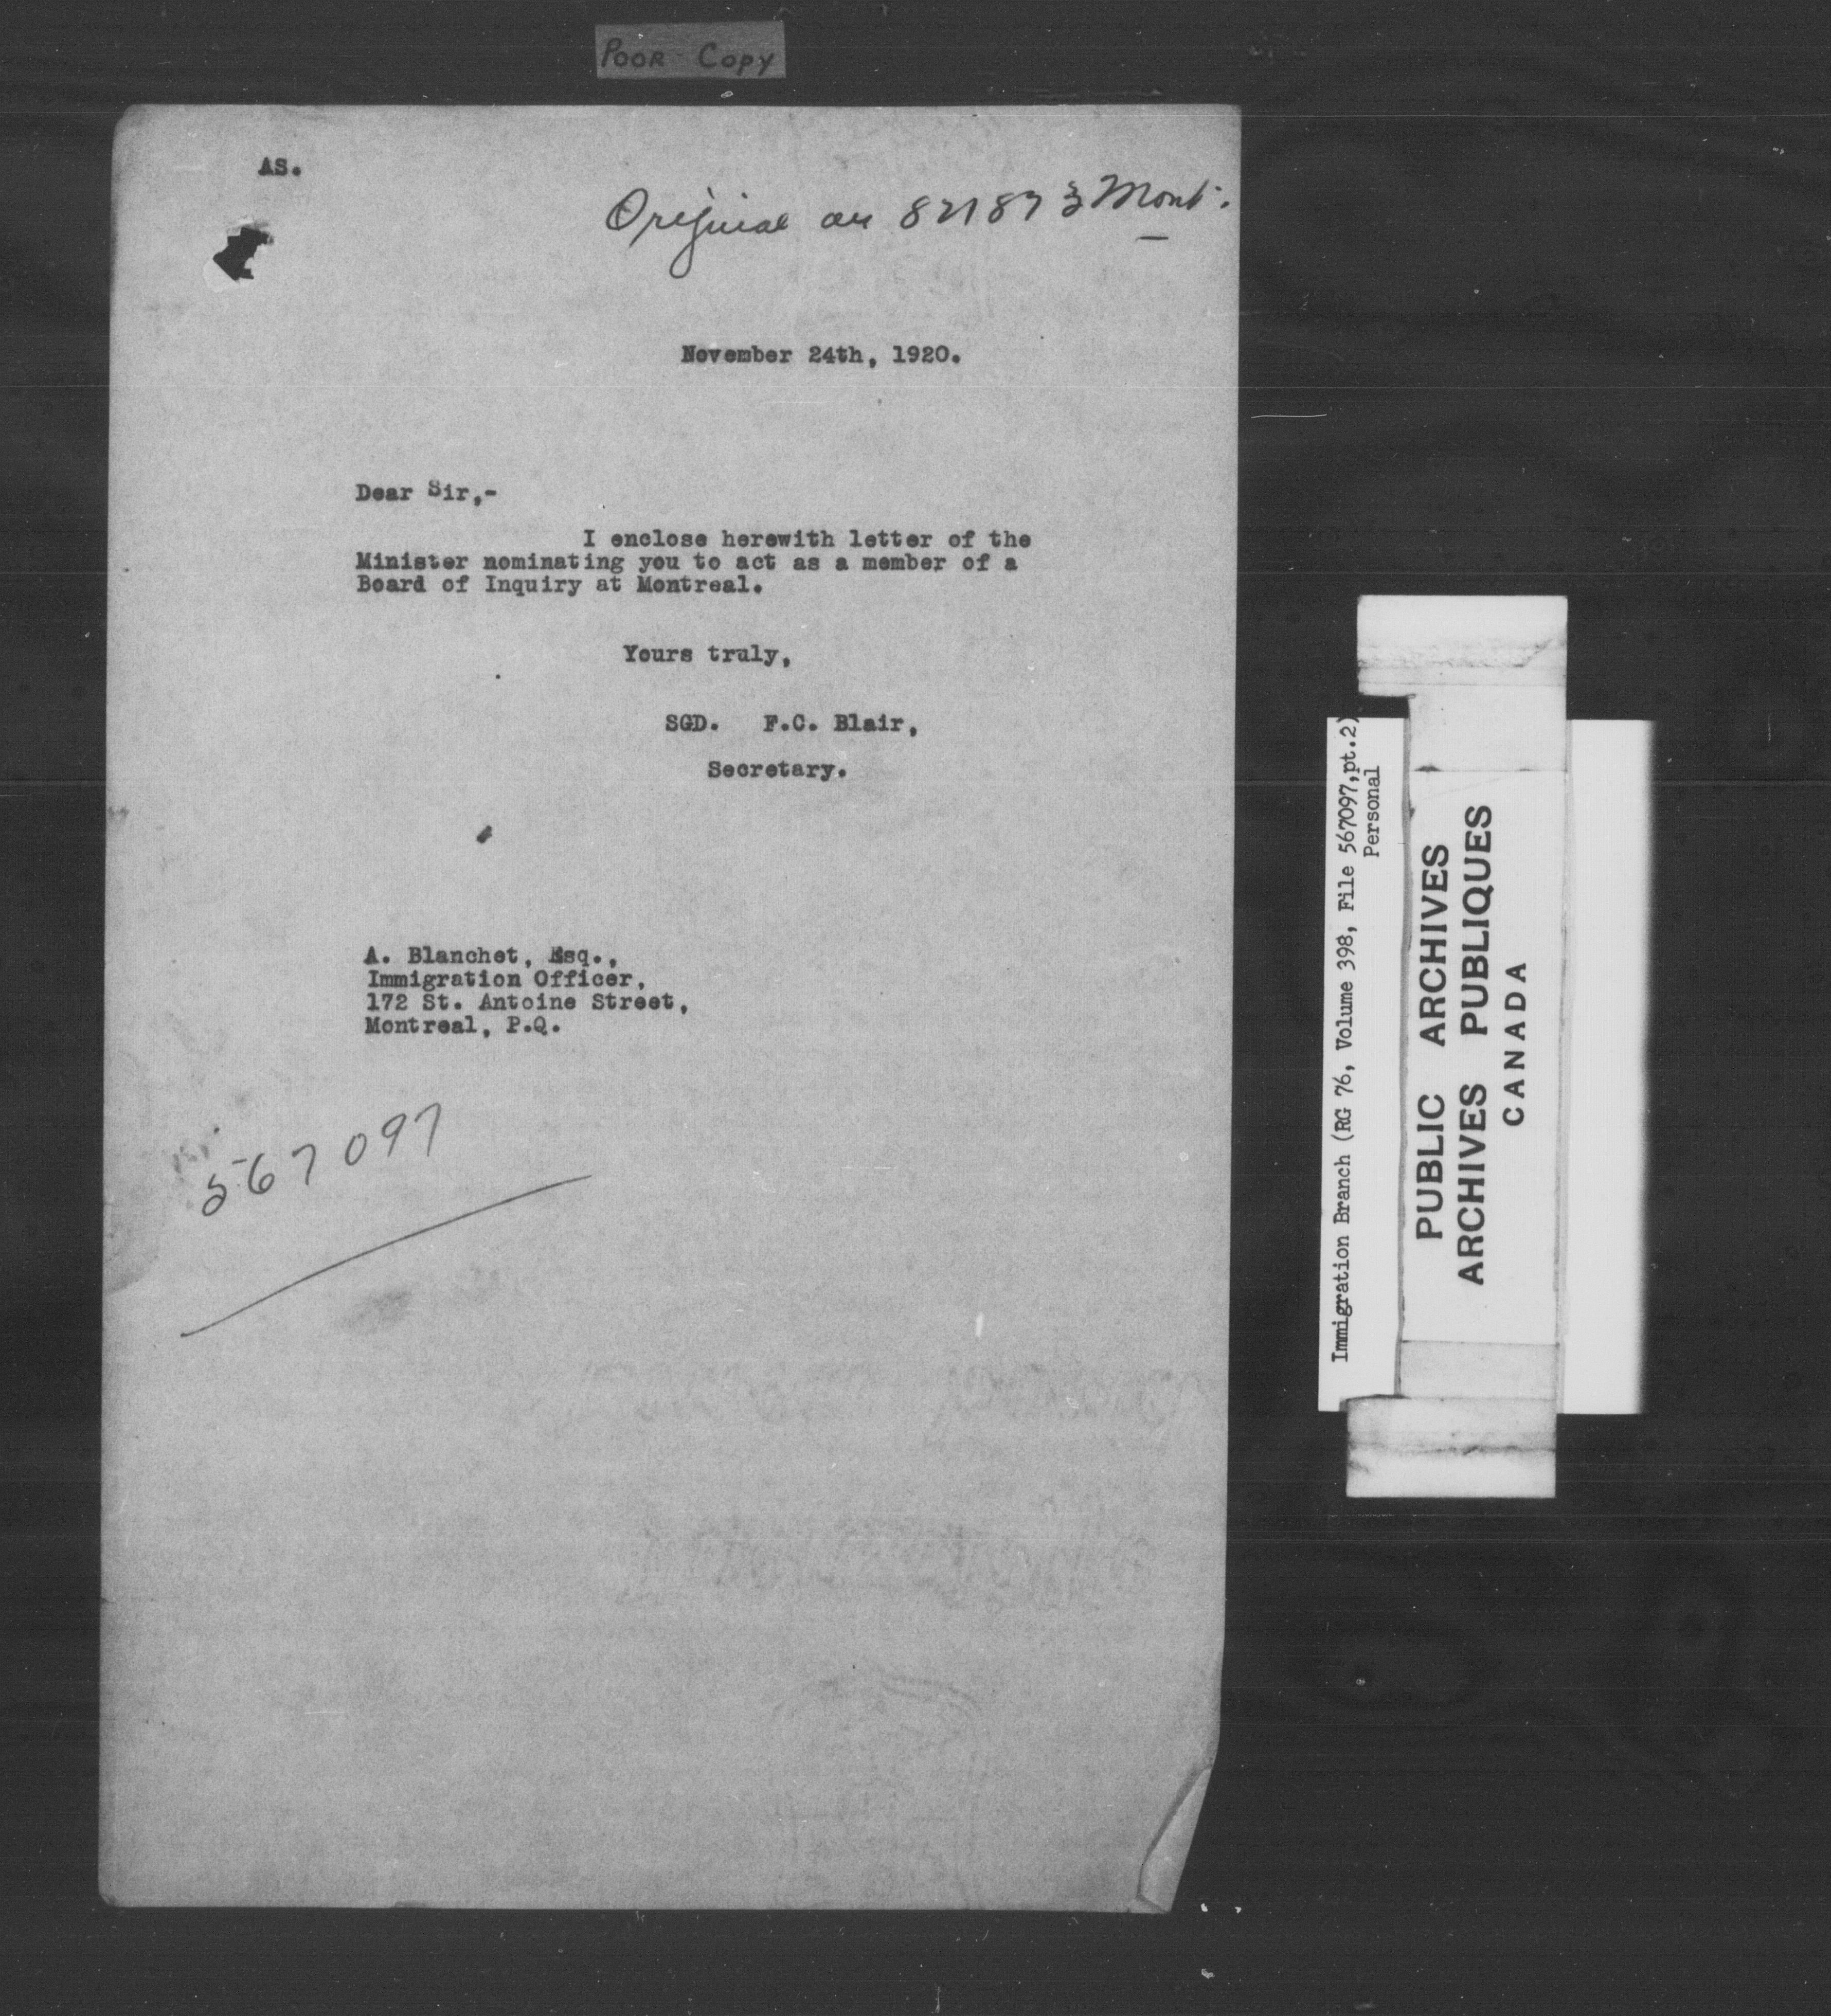 POOR COPY
AS.
Original on 821873 Mont.
November 24th, 1920.
Dear Sir,-
I enclose herewith letter of the
Minister nominating you to act as a member of a
Board of Inquiry at Montreal.
Yours truly,
SGD. F.C. Blair,
Secretary.
A. Blanchet, Esq.,
Immigration Officer,
172 St. Antoine Street,
Montreal, P.Q.
567097
Immigration Branch (RG 76, Volume 398, File 567097,pt.2)
Personal
PUBLIC ARCHIVES
ARCHIVES PUBLIQUES
CANADA